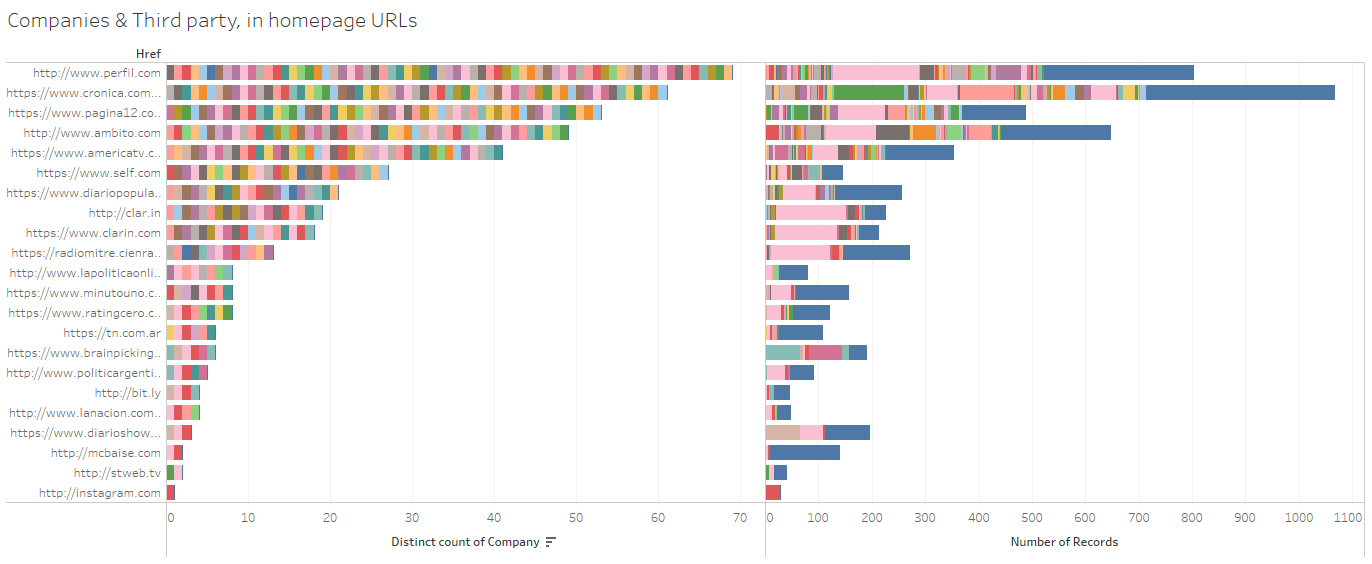 Companies & Third party, in homepage URLs
Href
http://www.perfil.com
https://www.cronica.com...
https://www.pagina12.co..
http://www.ambito.com
https://www.americatv.c..
https://www.self.com
https://www.diariopopula..
http://clar.in
https://www.clarin.com
https://radiomitre.cienra..
http://www.lapoliticaonli..
https://www.minutouno.c..
https://www.ratingcero.c..
https://tn.com.ar
https://www.brainpicking..
http://www.politicargenti..
http://bit.ly
http://www.lanacion.com..
https://www.diarioshow...
http://mcbaise.com
http://stweb.tv
http://instagram.com
0 10 20 30 40 50 60 70
Distinct count of Company
0 100 200 300 400 500 600 700 800 900 1000 1100
Number of Records